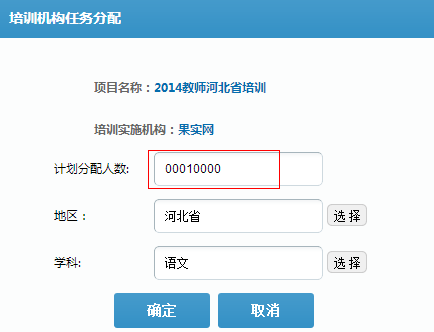 培训机构任务分配
项目名称：2014教师河北省培训
培训实施机构：果实网
计划分配人数: 00010000
地区： 河北省 选择
学科: 语文 选择
确定 取消